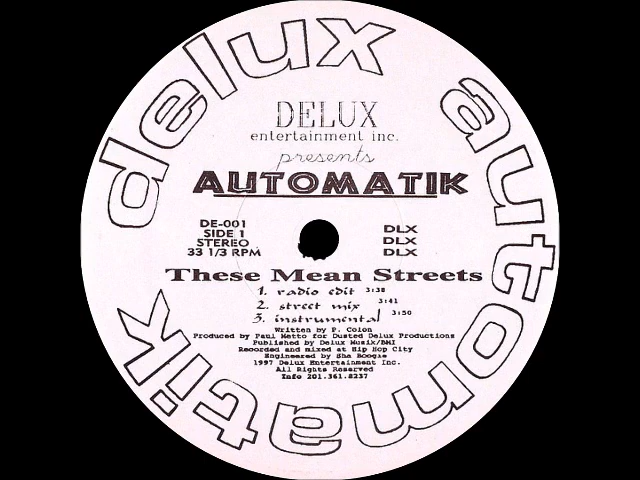 delux automatik
DELUX
entertainment inc.
presents
AUTOMATIK
DE-001
SIDE 1
STEREO
33 1/3 RPM
DLX
DLX
DLX
These Mean Streets
1. radio edit 3:38
2. street mix 3:41
3. instrumental 3:50
Written by P. Colon
Produced by Paul Netto for Dusted Delux Productions
Published by Delux Muzik/BMI
Recorded and mixed at Hip Hop City
Engineered by Sha Boogie
1997 Delux Entertainment Inc.
All Rights Reserved
Info 201.361.8237